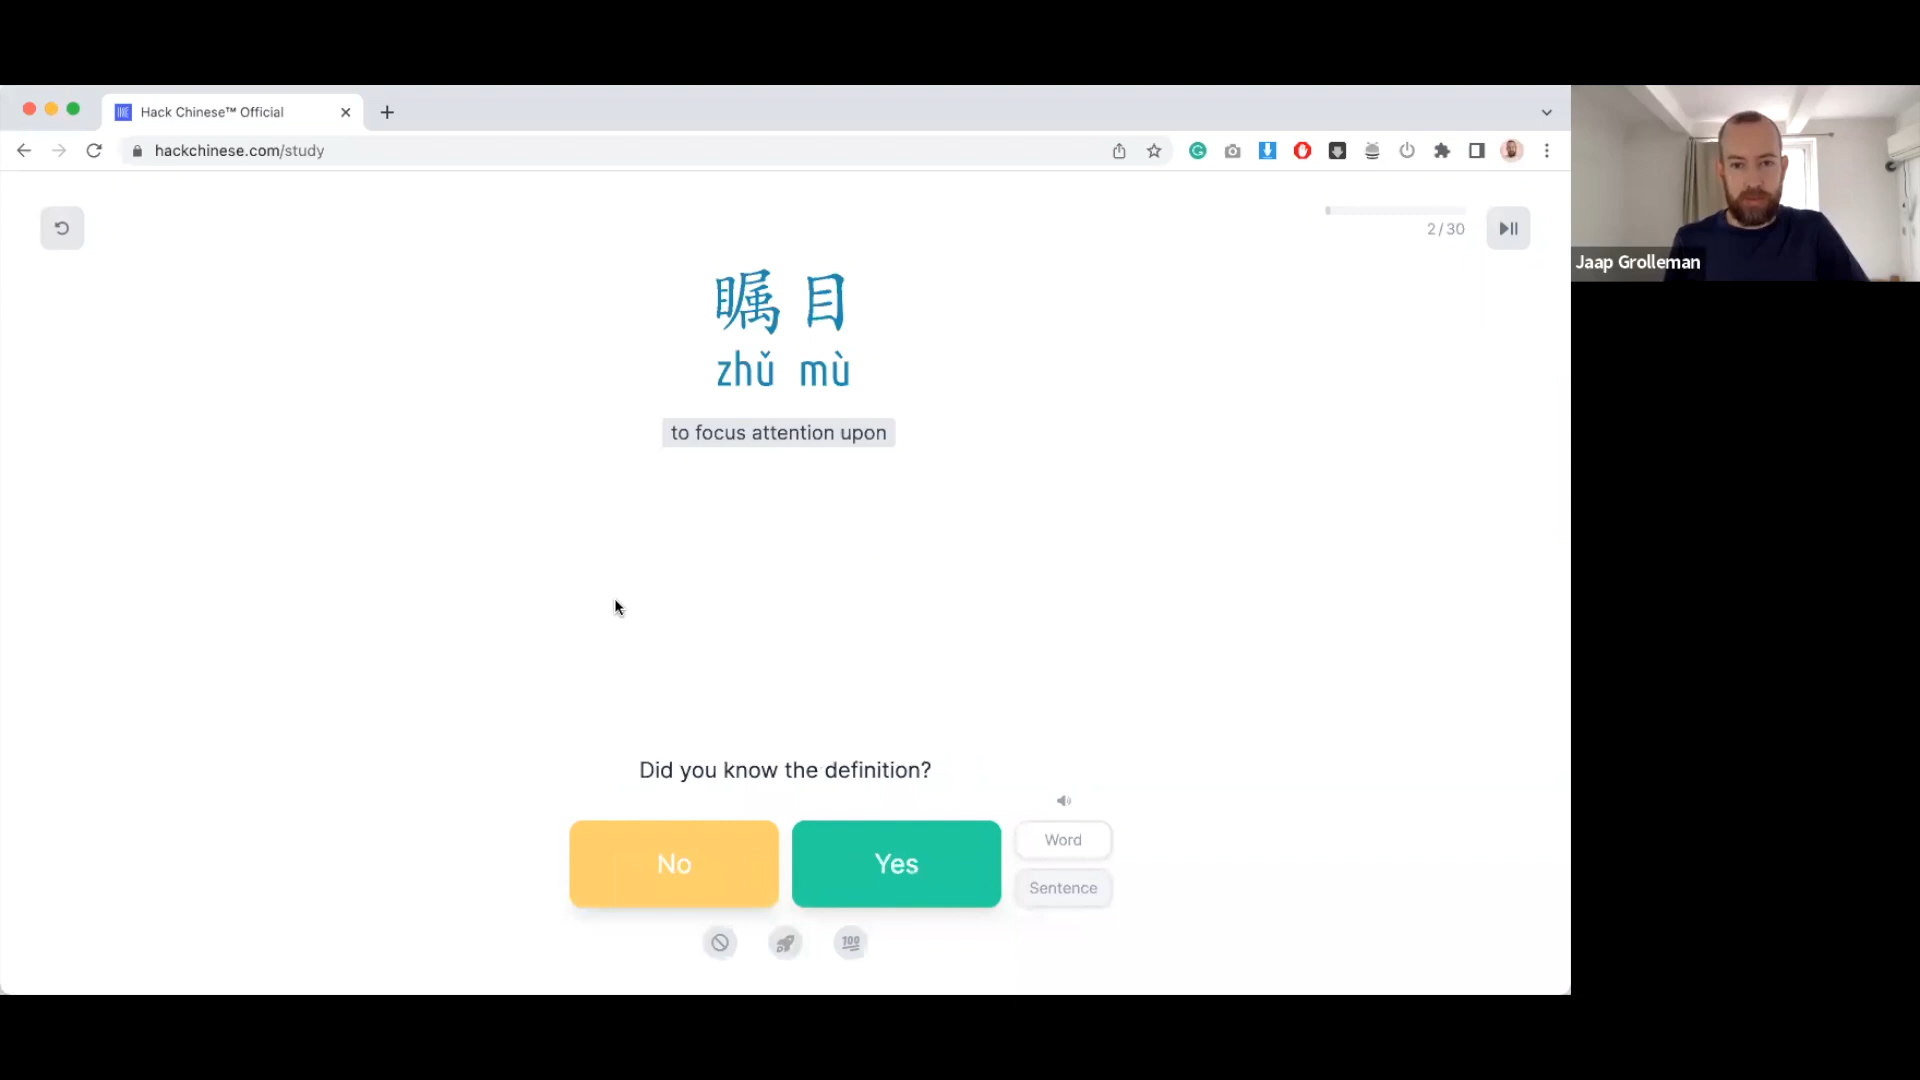 Hack Chinese™ Official
hackchinese.com/study
2/30
瞩目
zhǔ mù
to focus attention upon
Did you know the definition?
No
Yes
Word
Sentence
100
Jaap Grolleman